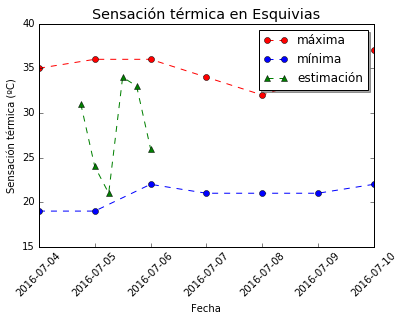 Sensación térmica en Esquivias
Sensación térmica (ºC)
40
35
30
25
20
15
máxima
mínima
estimación
2016-07-04
2016-07-05
2016-07-06
2016-07-07
2016-07-08
2016-07-09
2016-07-10
Fecha